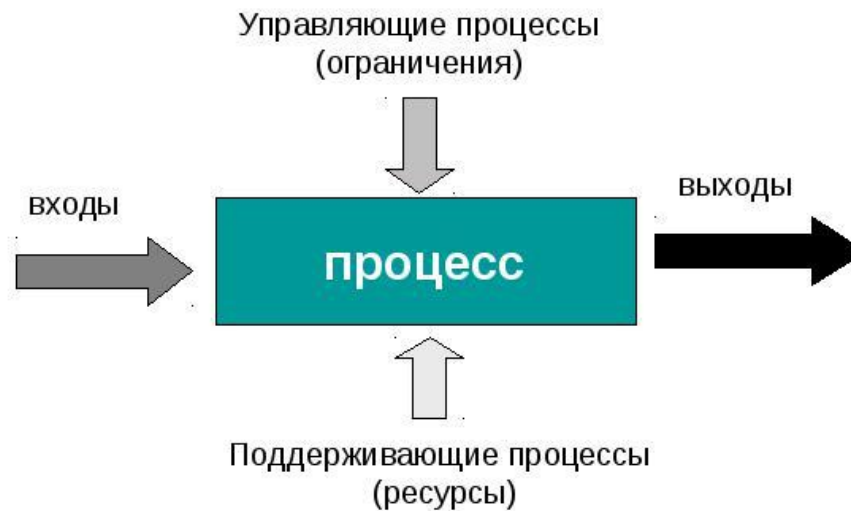 Управляющие процессы
(ограничения)
входы
выходы
процесс
Поддерживающие процессы
(ресурсы)